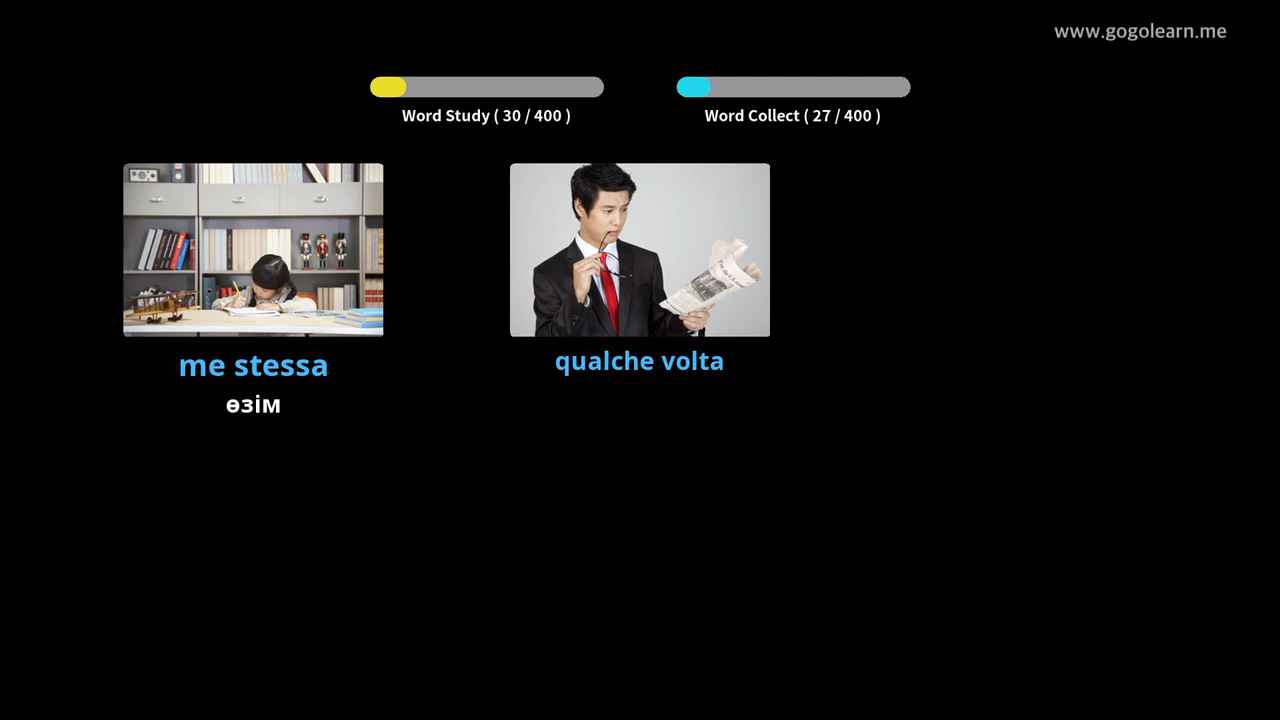 www.gogolearn.me
Word Study ( 30 / 400 )
Word Collect ( 27 / 400 )
me stessa
өзім
qualche volta